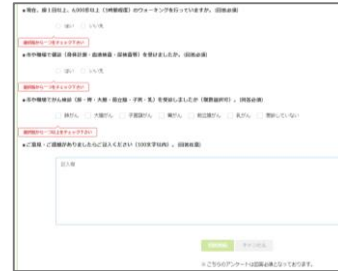 ●現在、週1回以上、4,000歩以上（1時間程度）のウォーキングを行っていますか。(回答必須)
はい いいえ
選択肢から一つをチェック下さい
●市や職場で健診（身体計測・血液検査・尿検査等）を受けましたか。(回答必須)
はい いいえ
選択肢から一つをチェック下さい
●市や職場でがん検診（肺・胃・大腸・前立腺・子宮・乳）を受診しましたか（複数選択可）。(回答必須)
肺がん 大腸がん 子宮頸がん 胃がん 前立腺がん 乳がん 受診していない
選択肢から一つ以上をチェック下さい
●ご意見・ご感想がありましたらご記入ください（100文字以内）。(回答任意)
記入欄
キャンセル
※こちらのアンケートは回答必須となっております。